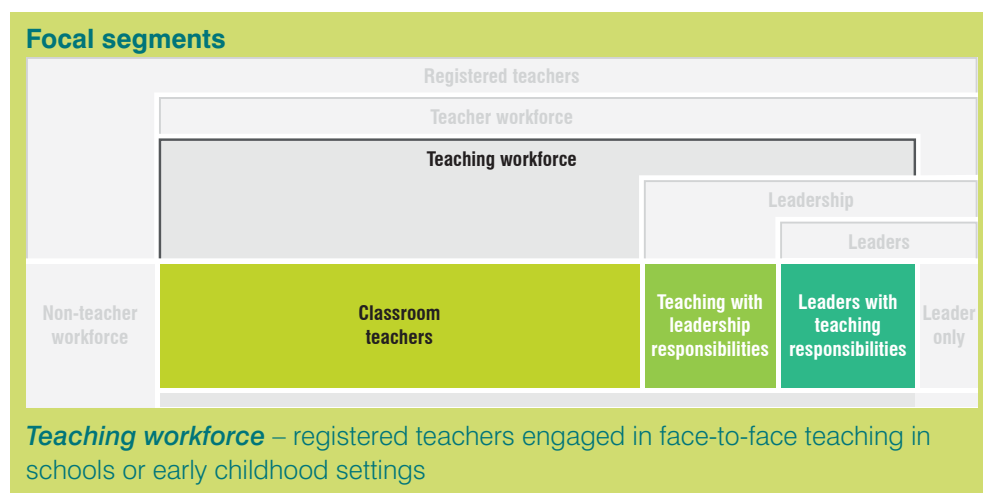 Focal segments
Registered teachers
Teacher workforce
Teaching workforce
Leadership
Leaders
Non-teacher
workforce
Classroom
teachers
Teaching with
leadership
responsibilities
Leaders with
teaching
responsibilities
Leader
only
Teaching workforce – registered teachers engaged in face-to-face teaching in
schools or early childhood settings